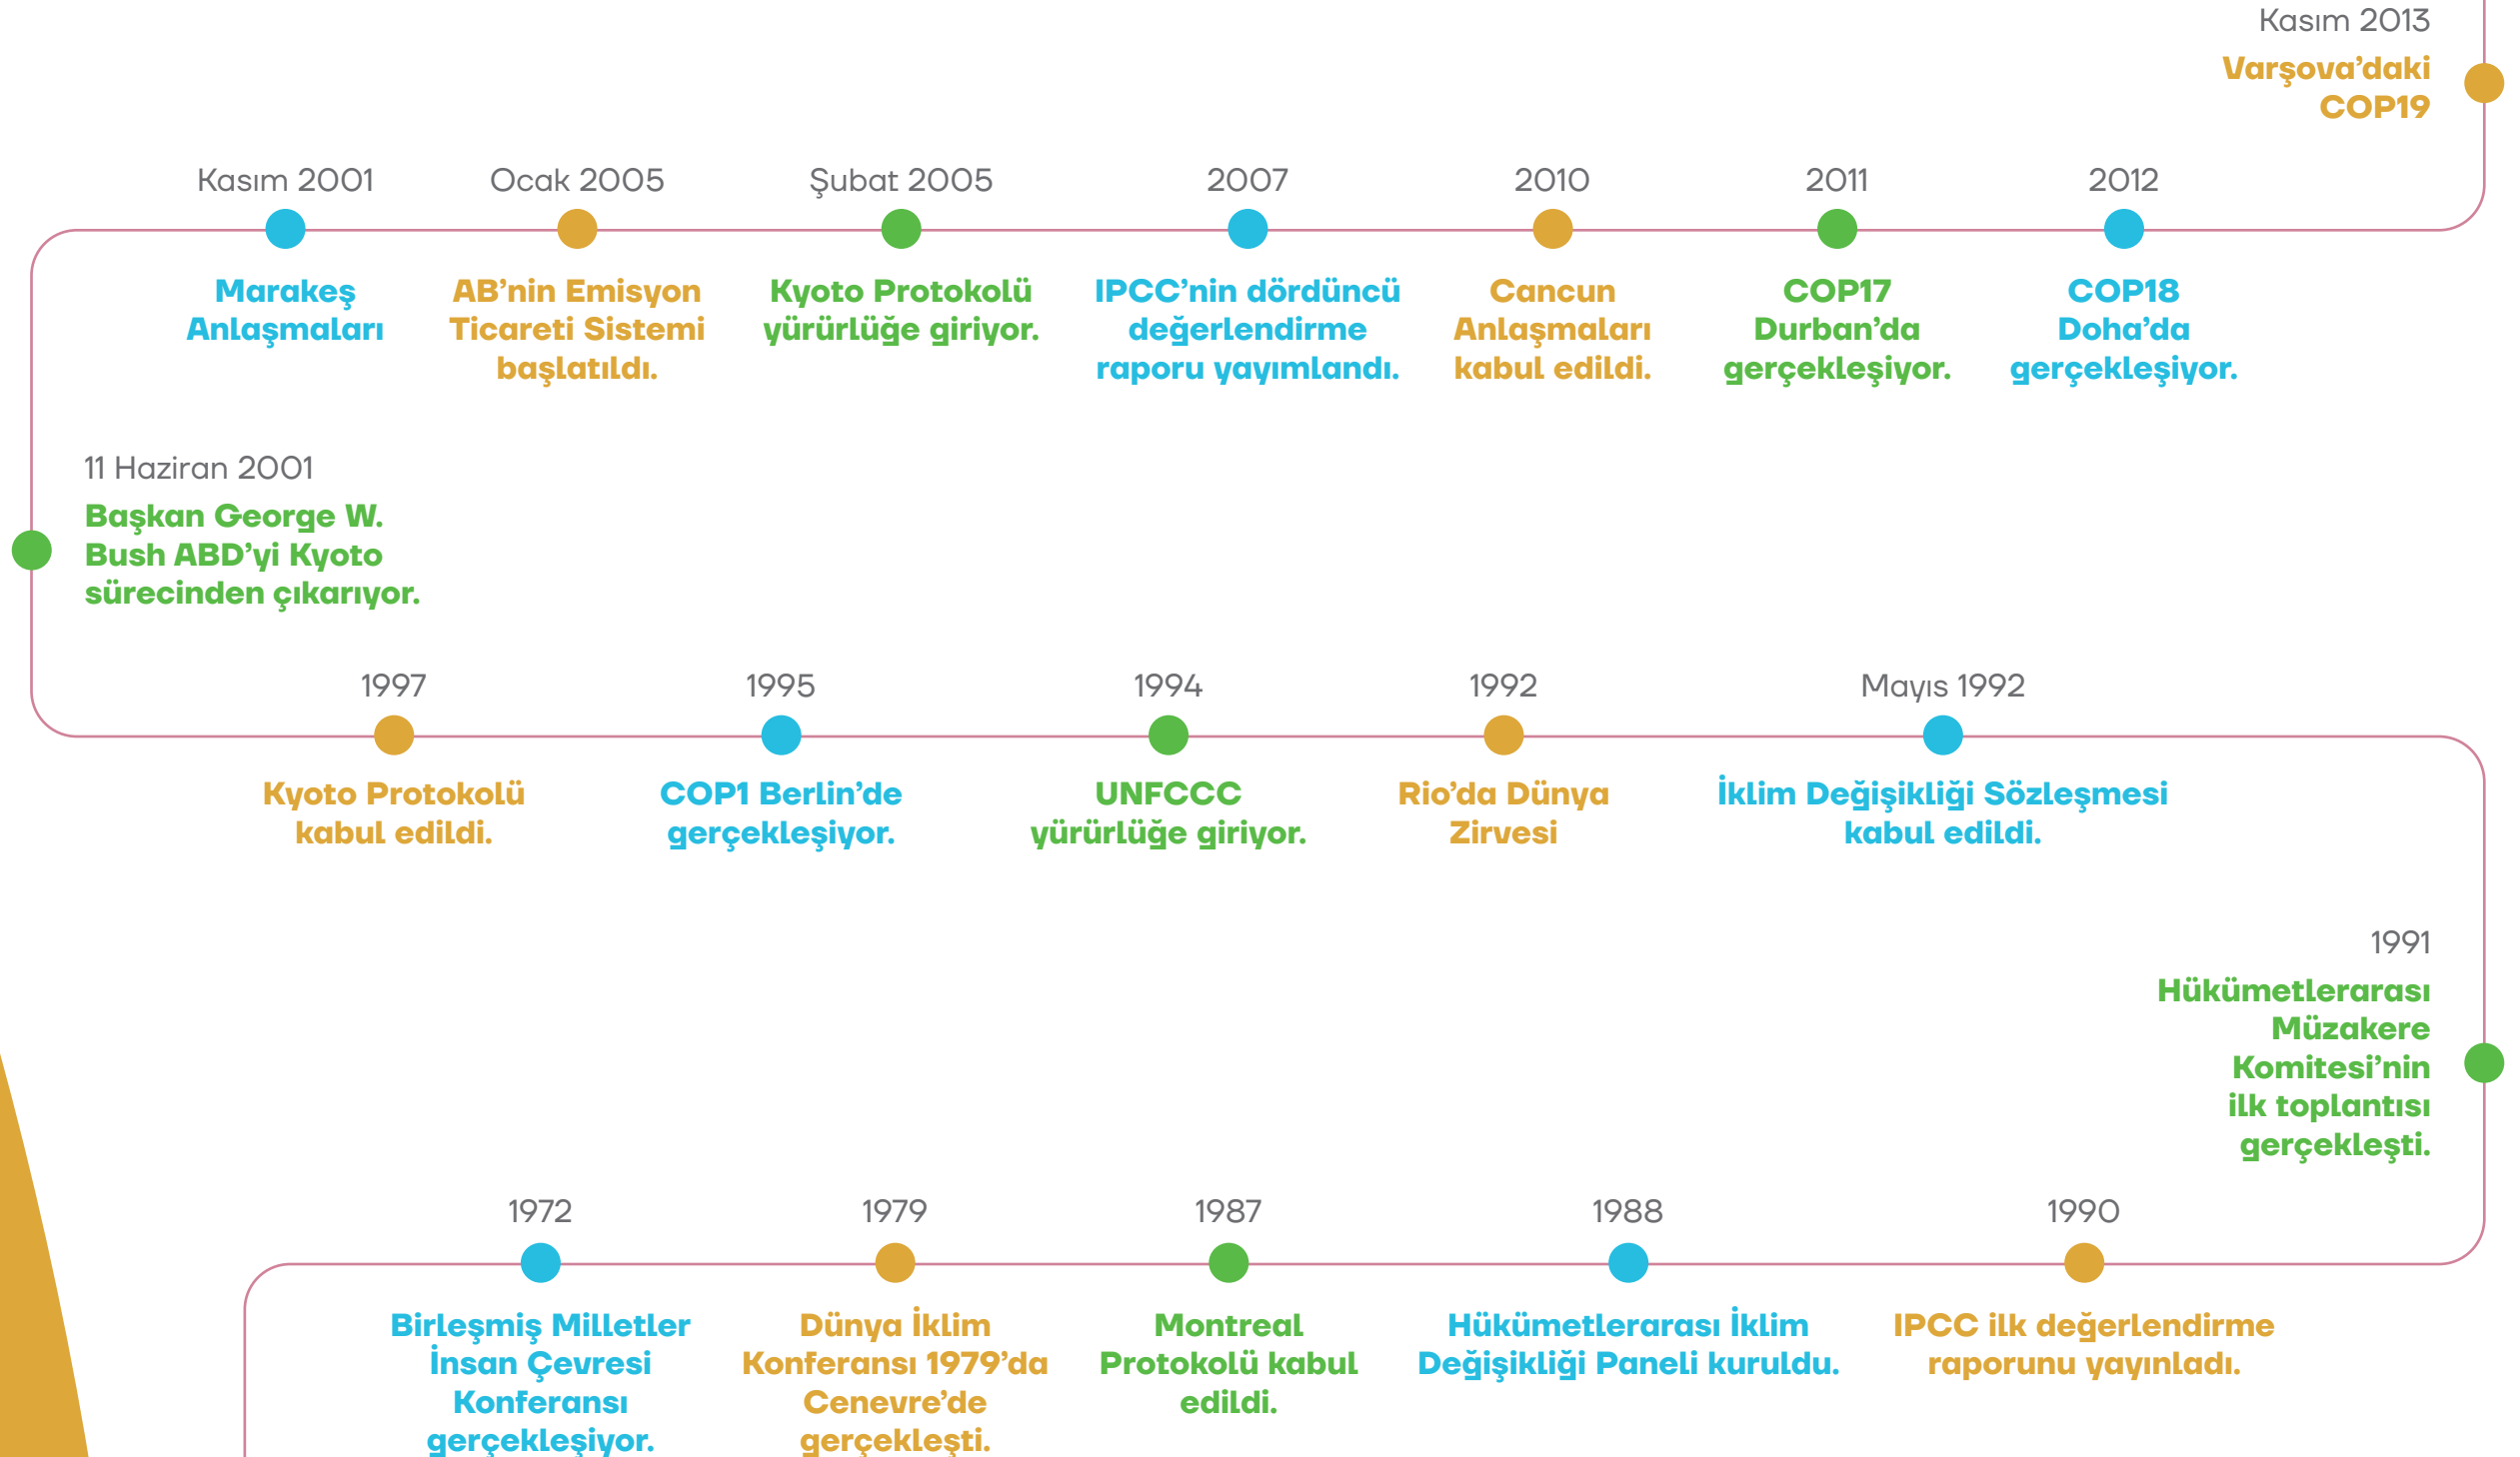 Kasım 2013
Varşova’daki
COP19
Kasım 2001
Marakeş
Anlaşmaları
Ocak 2005
AB’nin Emisyon
Ticareti Sistemi
başlatıldı.
Şubat 2005
Kyoto Protokolü
yürürlüğe giriyor.
2007
IPCC’nin dördüncü
değerlendirme
raporu yayımlandı.
2010
Cancun
Anlaşmaları
kabul edildi.
2011
COP17
Durban’da
gerçekleşiyor.
2012
COP18
Doha’da
gerçekleşiyor.
11 Haziran 2001
Başkan George W.
Bush ABD’yi Kyoto
sürecinden çıkarıyor.
1997
Kyoto Protokolü
kabul edildi.
1995
COP1 Berlin’de
gerçekleşiyor.
1994
UNFCCC
yürürlüğe giriyor.
1992
Rio’da Dünya
Zirvesi
Mayıs 1992
İklim Değişikliği Sözleşmesi
kabul edildi.
1991
Hükümetlerarası
Müzakere
Komitesi’nin
ilk toplantısı
gerçekleşti.
1972
Birleşmiş Milletler
İnsan Çevresi
Konferansı
gerçekleşiyor.
1979
Dünya İklim
Konferansı 1979’da
Cenevre’de
gerçekleşti.
1987
Montreal
Protokolü kabul
edildi.
1988
Hükümetlerarası İklim
Değişikliği Paneli kuruldu.
1990
IPCC ilk değerlendirme
raporunu yayınladı.